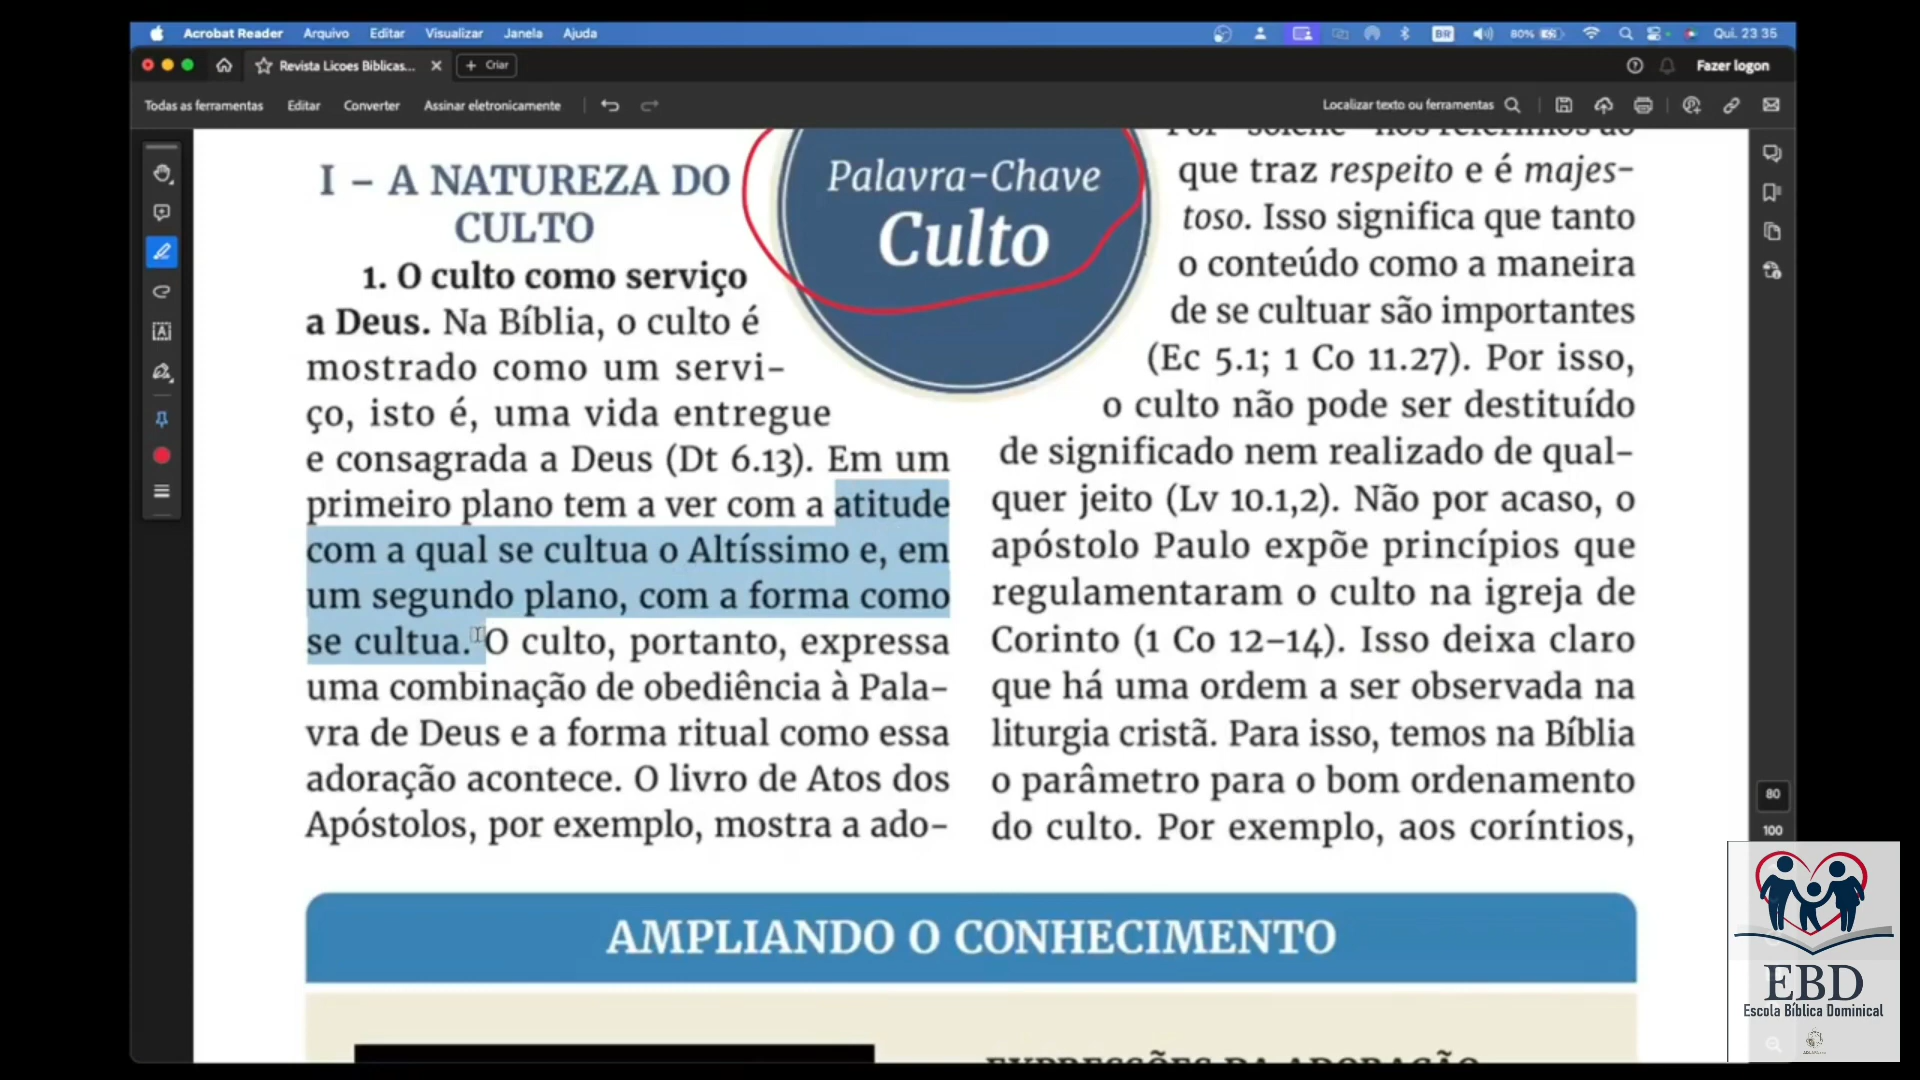 Acrobat Reader Arquivo Editar Visualizar Janela Ajuda BR 80% Qui. 23 35
Revista Licoes Biblicas... Criar Fazer logon
Todas as ferramentas Editar Converter Assinar eletronicamente Localizar texto ou ferramentas
I – A NATUREZA DO
CULTO
1. O culto como serviço
a Deus. Na Bíblia, o culto é
mostrado como um servi-
ço, isto é, uma vida entregue
e consagrada a Deus (Dt 6.13). Em um
primeiro plano tem a ver com a atitude
com a qual se cultua o Altíssimo e, em
um segundo plano, com a forma como
se cultua. O culto, portanto, expressa
uma combinação de obediência à Pala-
vra de Deus e a forma ritual como essa
adoração acontece. O livro de Atos dos
Apóstolos, por exemplo, mostra a ado-
Palavra-Chave
Culto
Por "solene" nos referimos ao
que traz respeito e é majes-
toso. Isso significa que tanto
o conteúdo como a maneira
de se cultuar são importantes
(Ec 5.1; 1 Co 11.27). Por isso,
o culto não pode ser destituído
de significado nem realizado de qual-
quer jeito (Lv 10.1,2). Não por acaso, o
apóstolo Paulo expõe princípios que
regulamentaram o culto na igreja de
Corinto (1 Co 12–14). Isso deixa claro
que há uma ordem a ser observada na
liturgia cristã. Para isso, temos na Bíblia
o parâmetro para o bom ordenamento
do culto. Por exemplo, aos coríntios,
AMPLIANDO O CONHECIMENTO
EXPRESSÕES DA ADORAÇÃO
80
100
EBD
Escola Bíblica Dominical